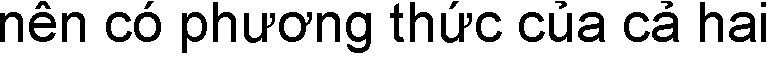 nên có phương thức của cả hai